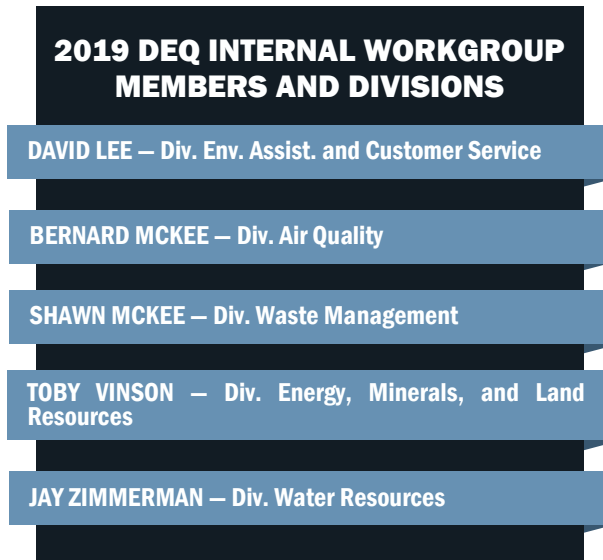 2019 DEQ INTERNAL WORKGROUP
MEMBERS AND DIVISIONS
DAVID LEE — Div. Env. Assist. and Customer Service
BERNARD MCKEE — Div. Air Quality
SHAWN MCKEE — Div. Waste Management
TOBY VINSON — Div. Energy, Minerals, and Land
Resources
JAY ZIMMERMAN — Div. Water Resources